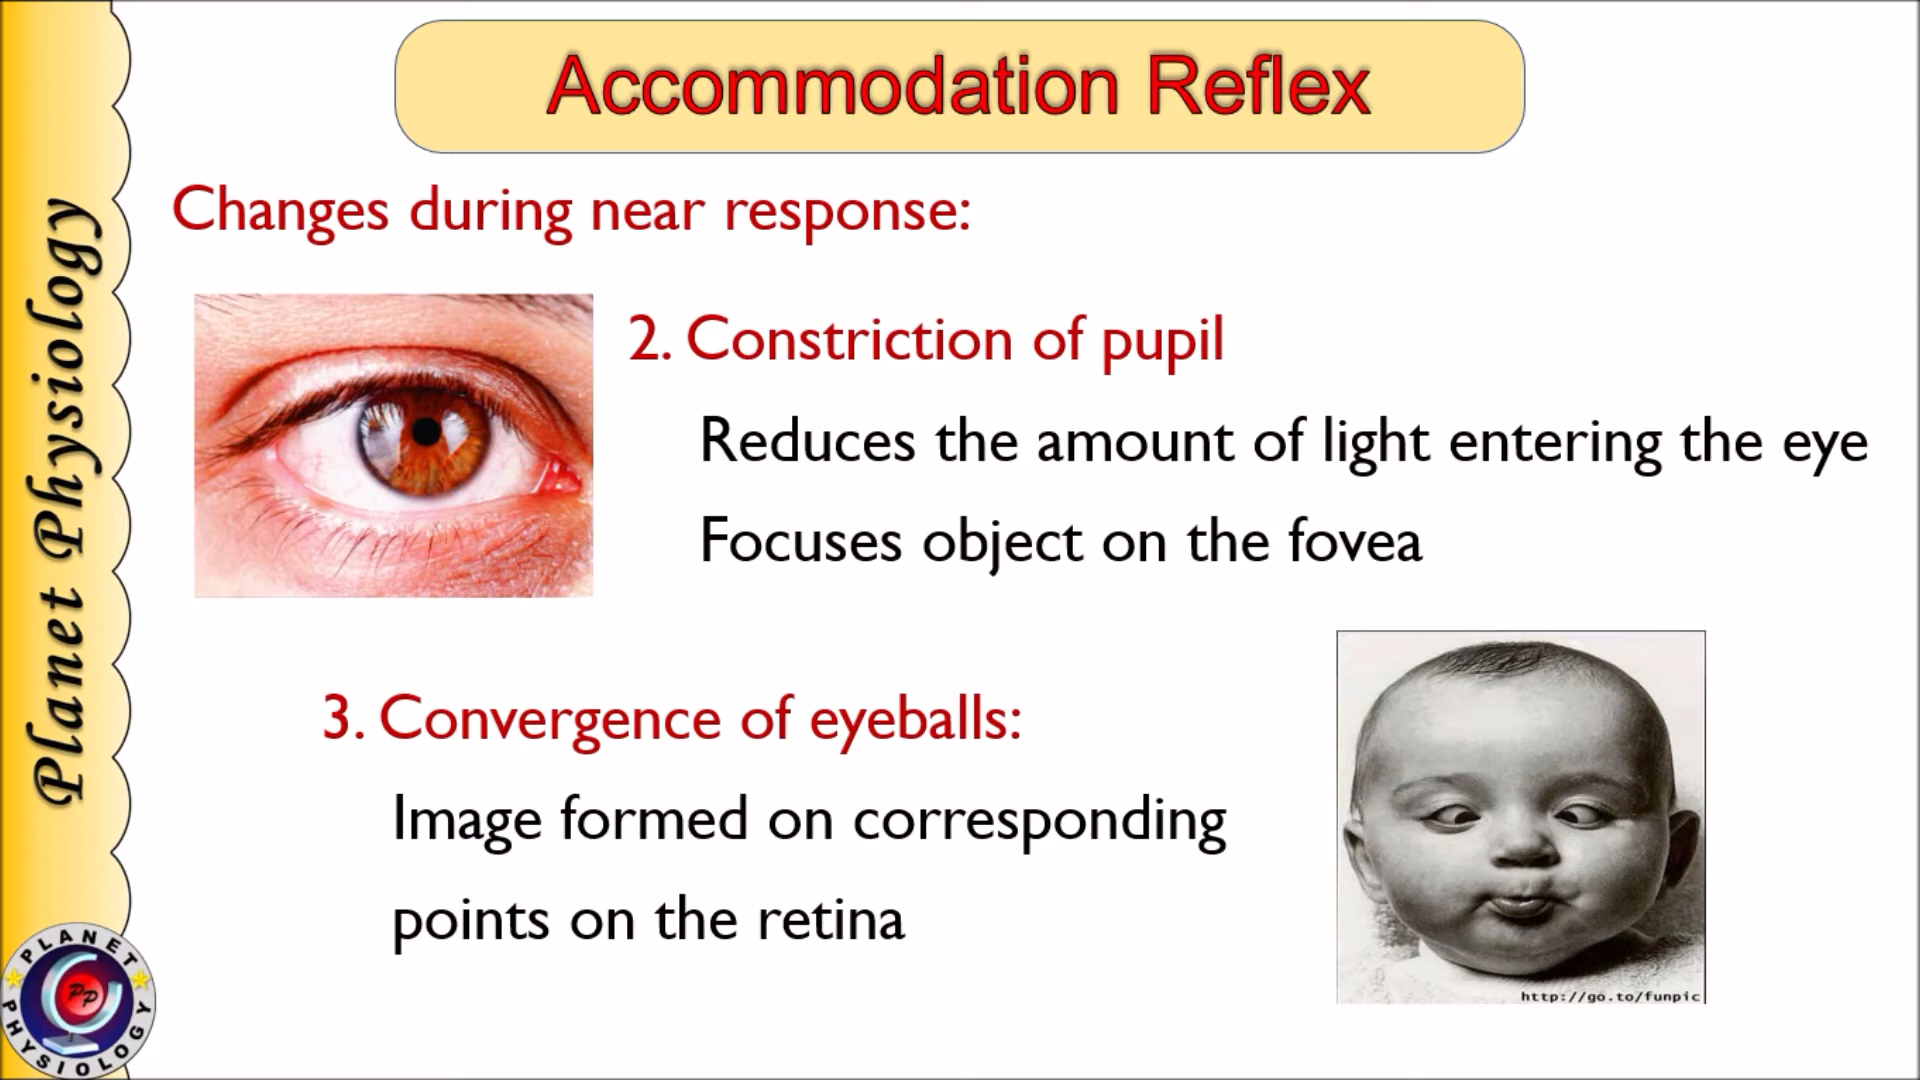 Accommodation Reflex
Changes during near response:
2. Constriction of pupil
Reduces the amount of light entering the eye
Focuses object on the fovea
3. Convergence of eyeballs:
Image formed on corresponding
points on the retina
http://go.to/funpic
Planet Physiology
PLANET
PP
PHYSIOLOGY